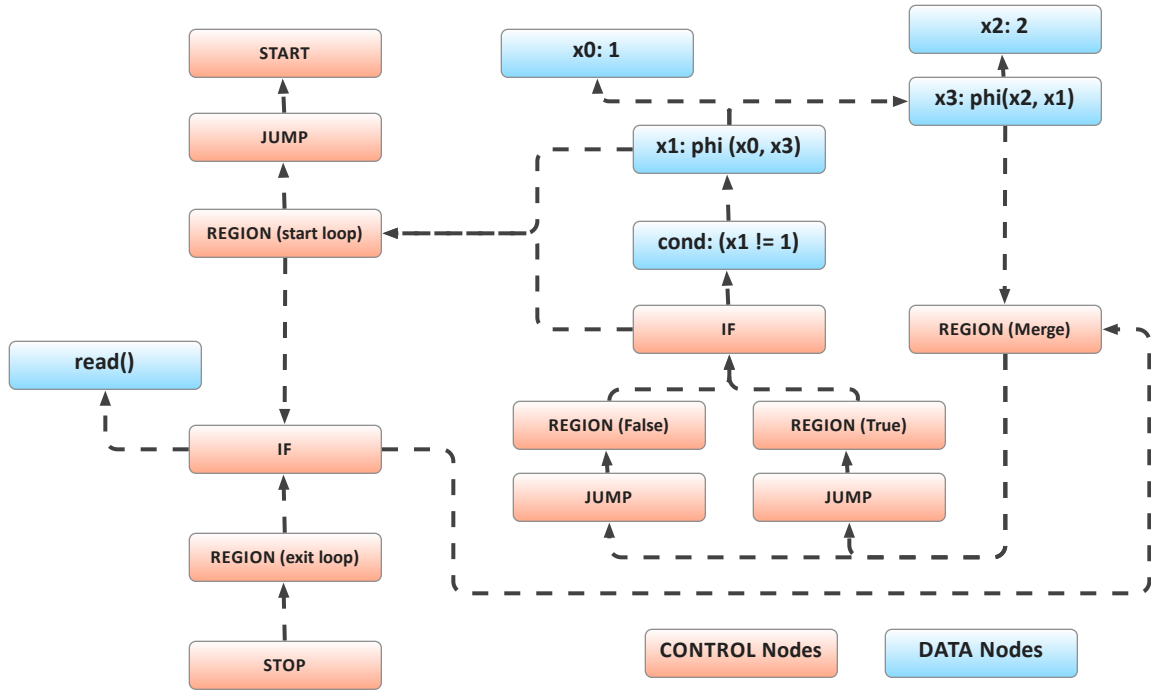 START
JUMP
REGION (start loop)
read()
IF
REGION (exit loop)
STOP
x0: 1
x2: 2
x3: phi(x2, x1)
x1: phi (x0, x3)
cond: (x1 != 1)
IF
REGION (Merge)
REGION (False)
REGION (True)
JUMP
JUMP
CONTROL Nodes
DATA Nodes